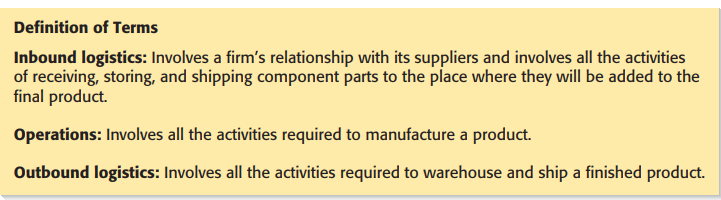 Definition of Terms
Inbound logistics: Involves a firm's relationship with its suppliers and involves all the activities
of receiving, storing, and shipping component parts to the place where they will be added to the
final product.
Operations: Involves all the activities required to manufacture a product.
Outbound logistics: Involves all the activities required to warehouse and ship a finished product.